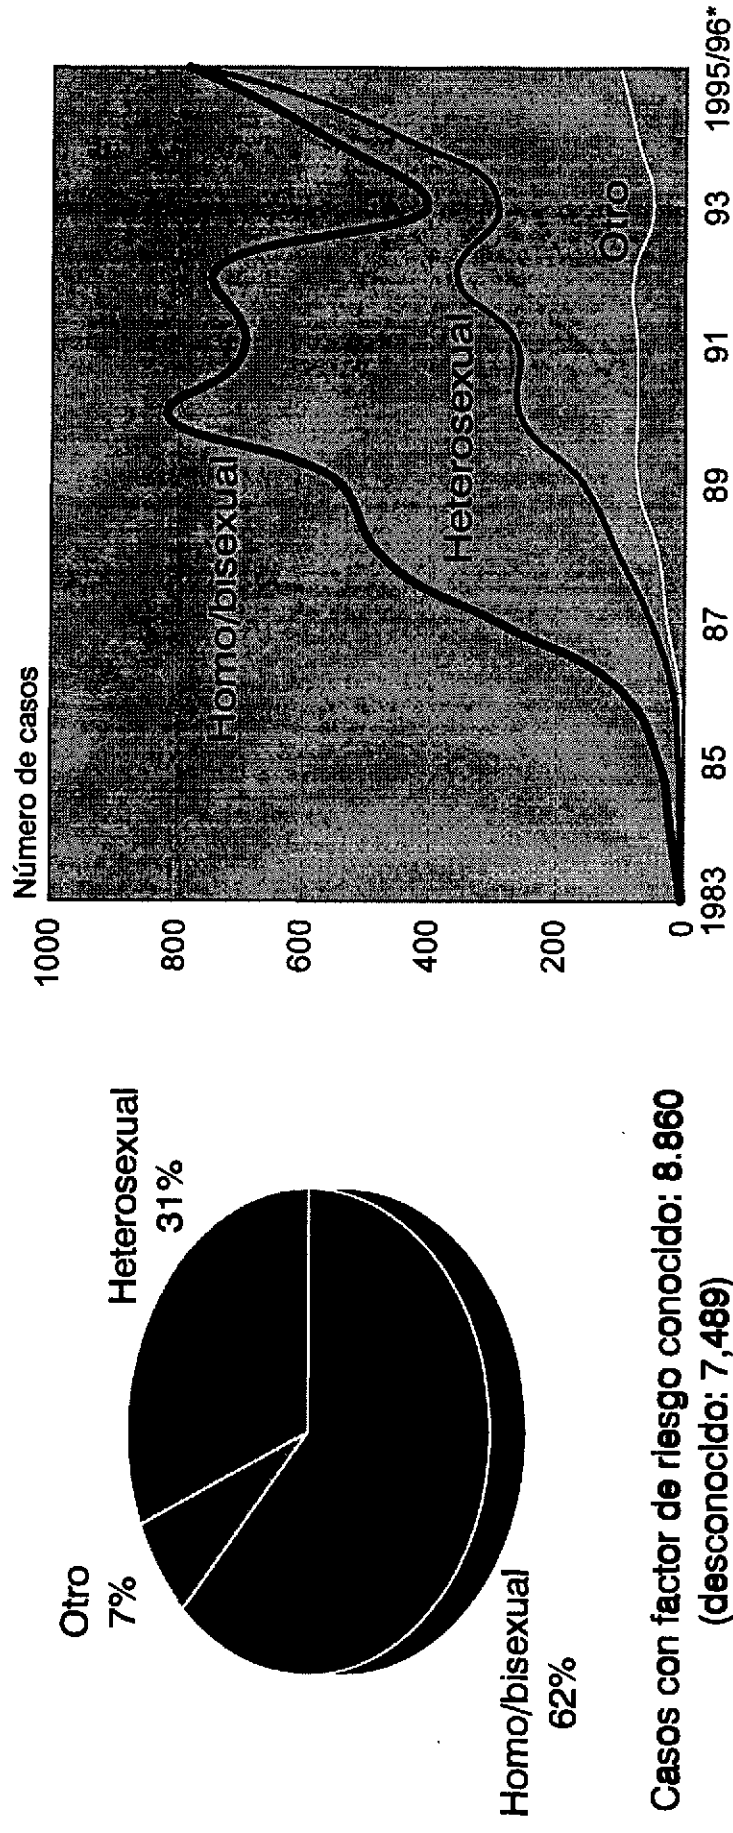 Heterosexual
31%
Otro
7%
Homo/bisexual
62%
Casos con factor de riesgo conocido: 8.860
(desconocido: 7,489)
Número de casos
1000
800
600
400
200
0
Homo/bisexual
Heterosexual
Otro
1983
85
87
89
91
93
1995/96*